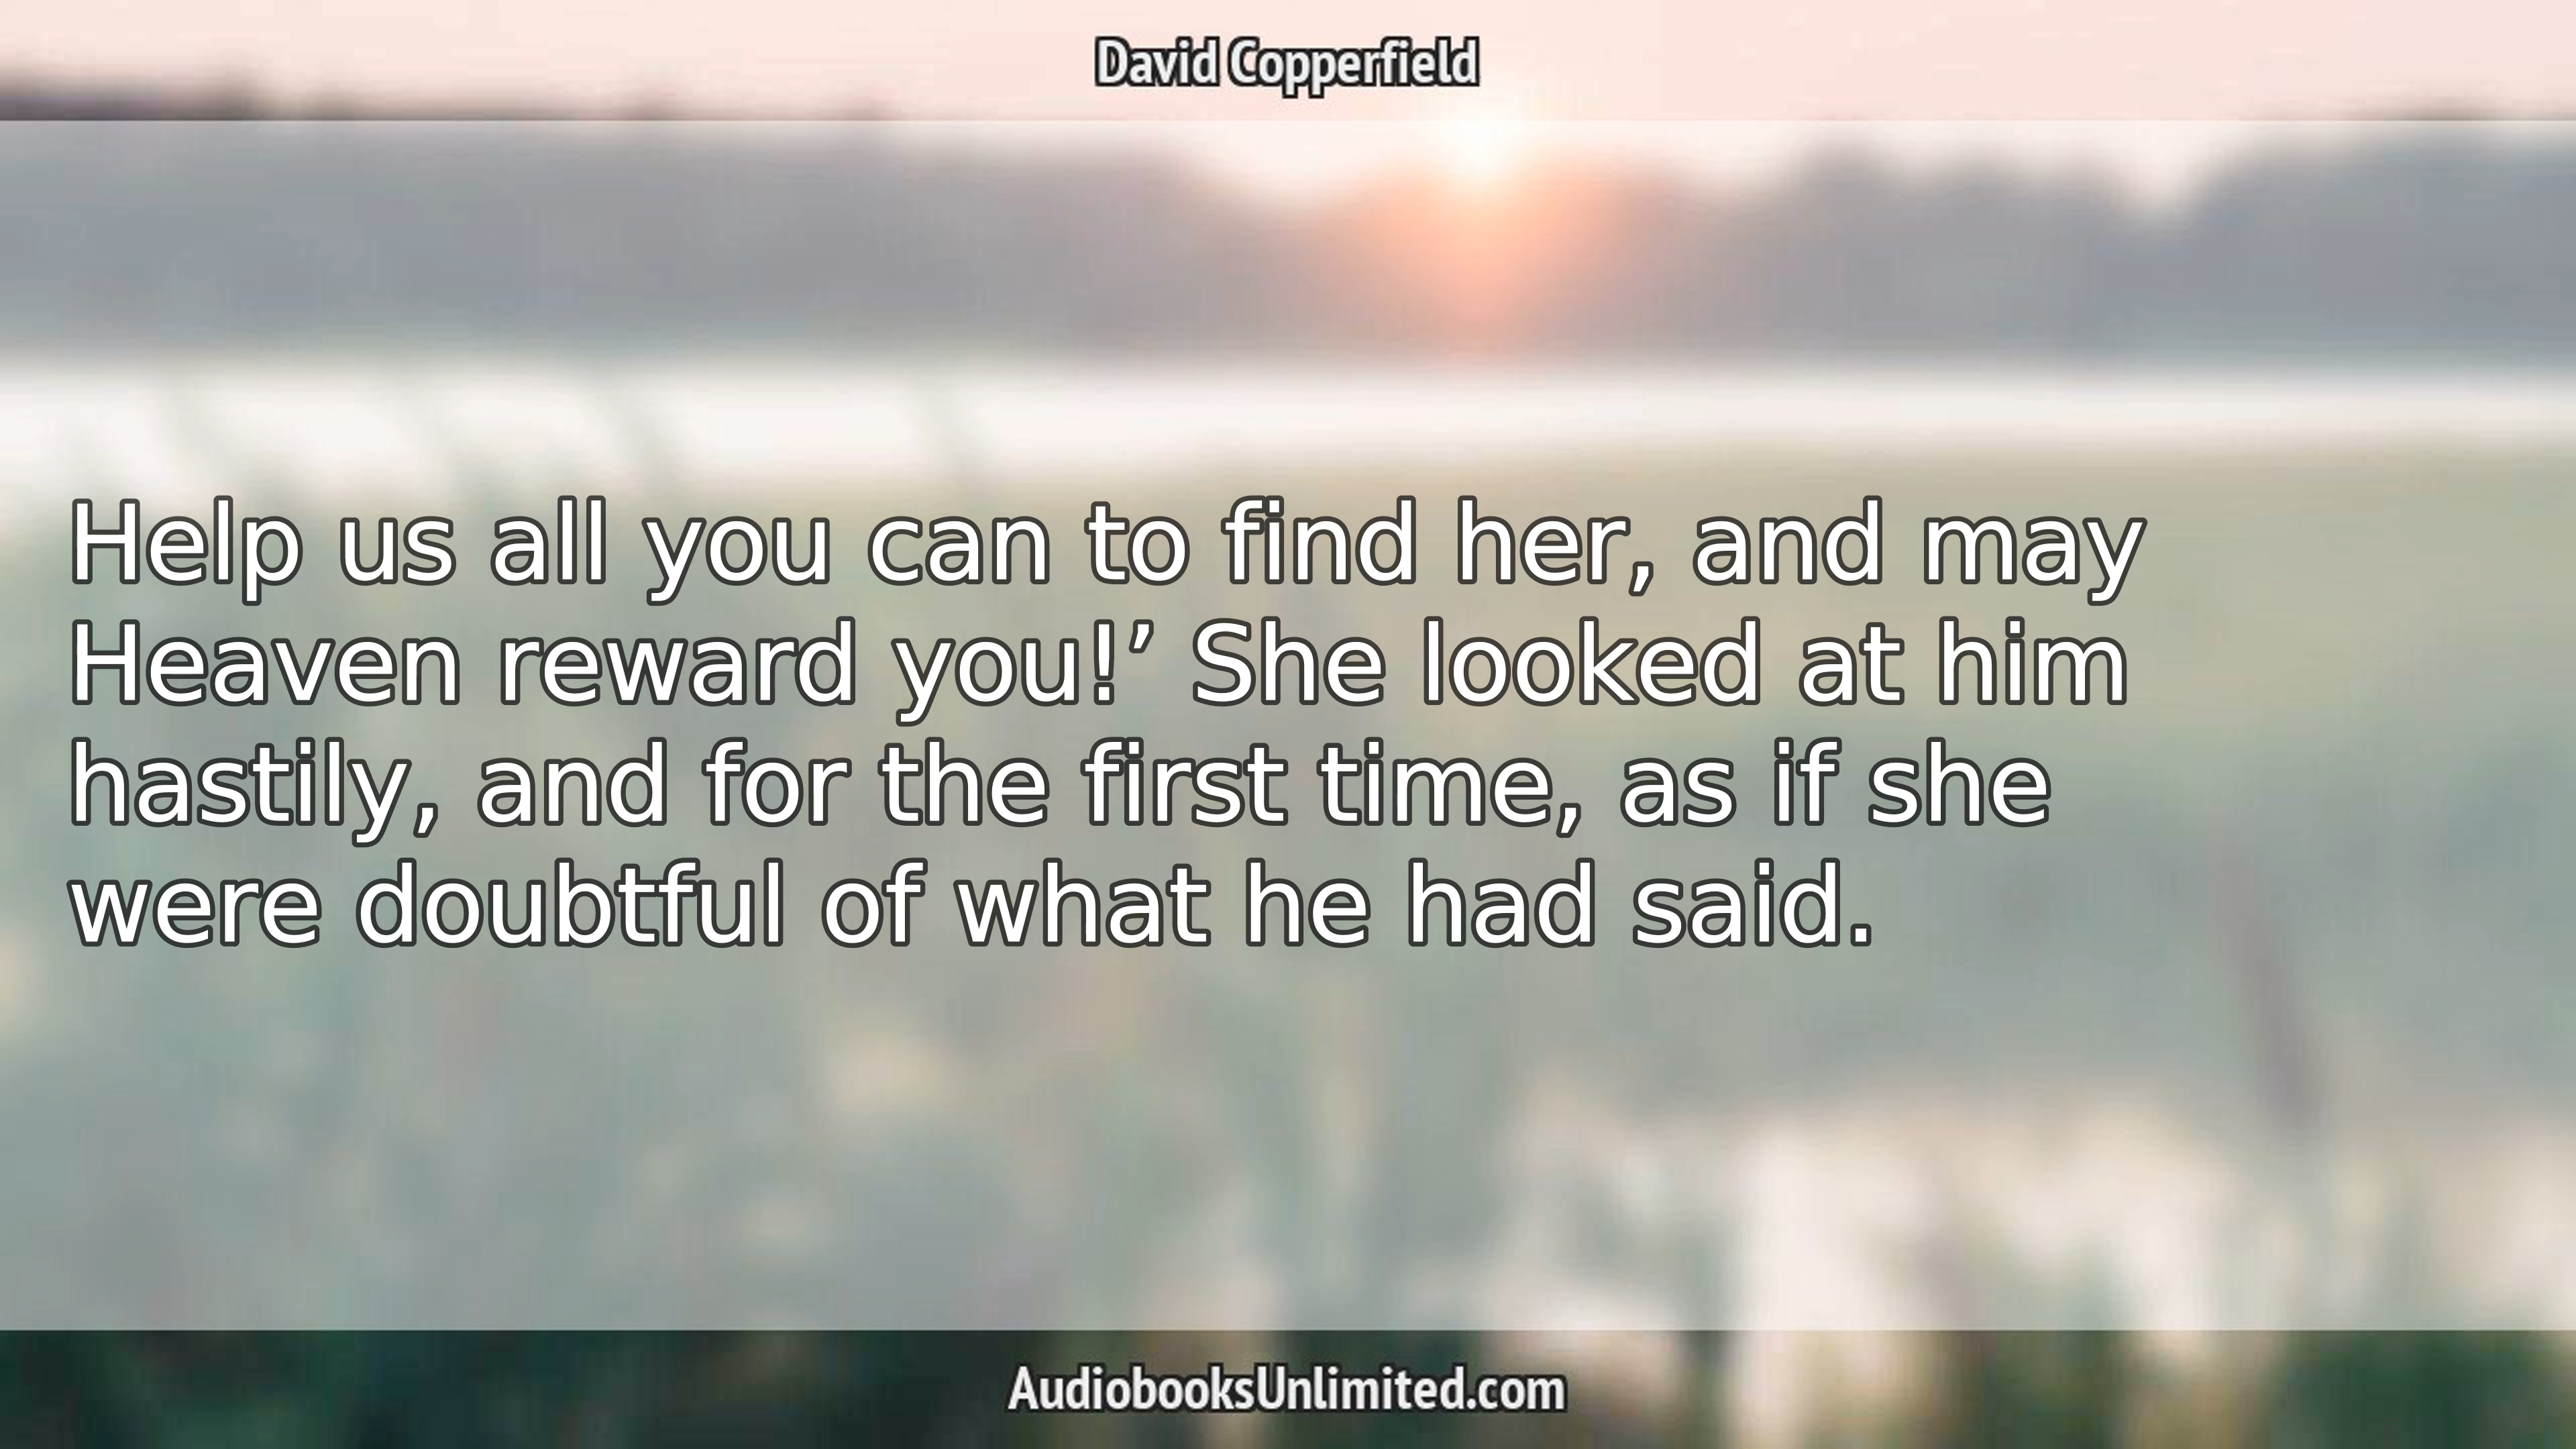 David Copperfield
Help us all you can to find her, and may
Heaven reward you!’ She looked at him
hastily, and for the first time, as if she
were doubtful of what he had said.
AudiobooksUnlimited.com